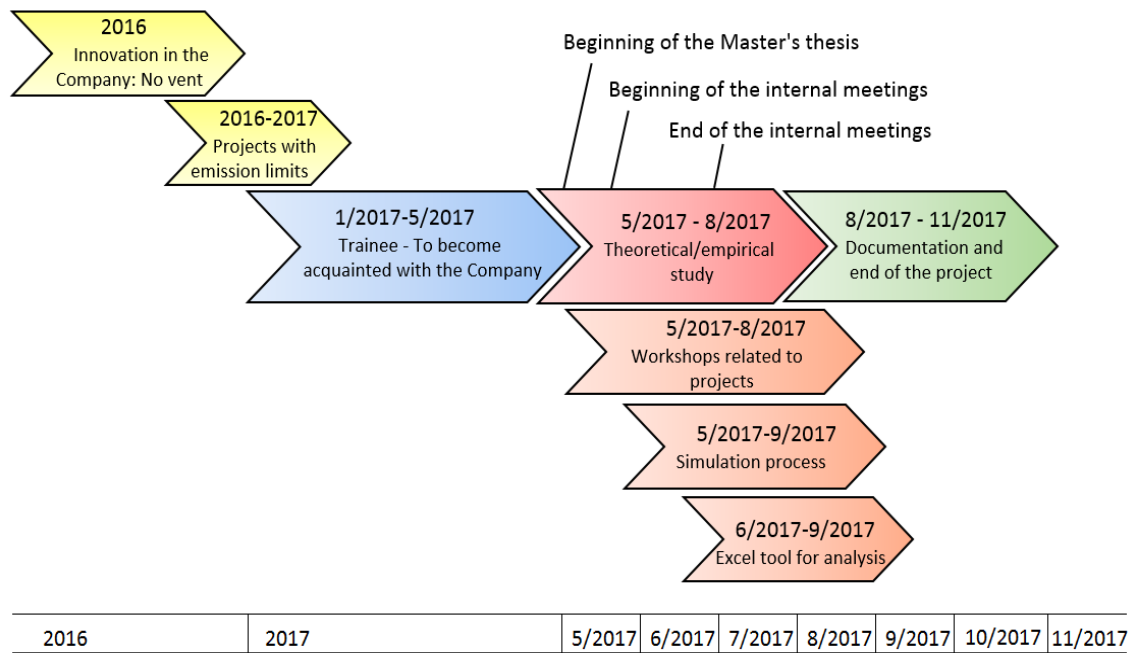 2016
Innovation in the
Company: No vent
2016-2017
Projects with
emission limits
Beginning of the Master's thesis
Beginning of the internal meetings
End of the internal meetings
1/2017-5/2017
Trainee - To become
acquainted with the Company
5/2017 - 8/2017
Theoretical/empirical
study
8/2017 - 11/2017
Documentation and
end of the project
5/2017-8/2017
Workshops related to
projects
5/2017-9/2017
Simulation process
6/2017-9/2017
Excel tool for analysis
2016 2017 5/2017 6/2017 7/2017 8/2017 9/2017 10/2017 11/2017